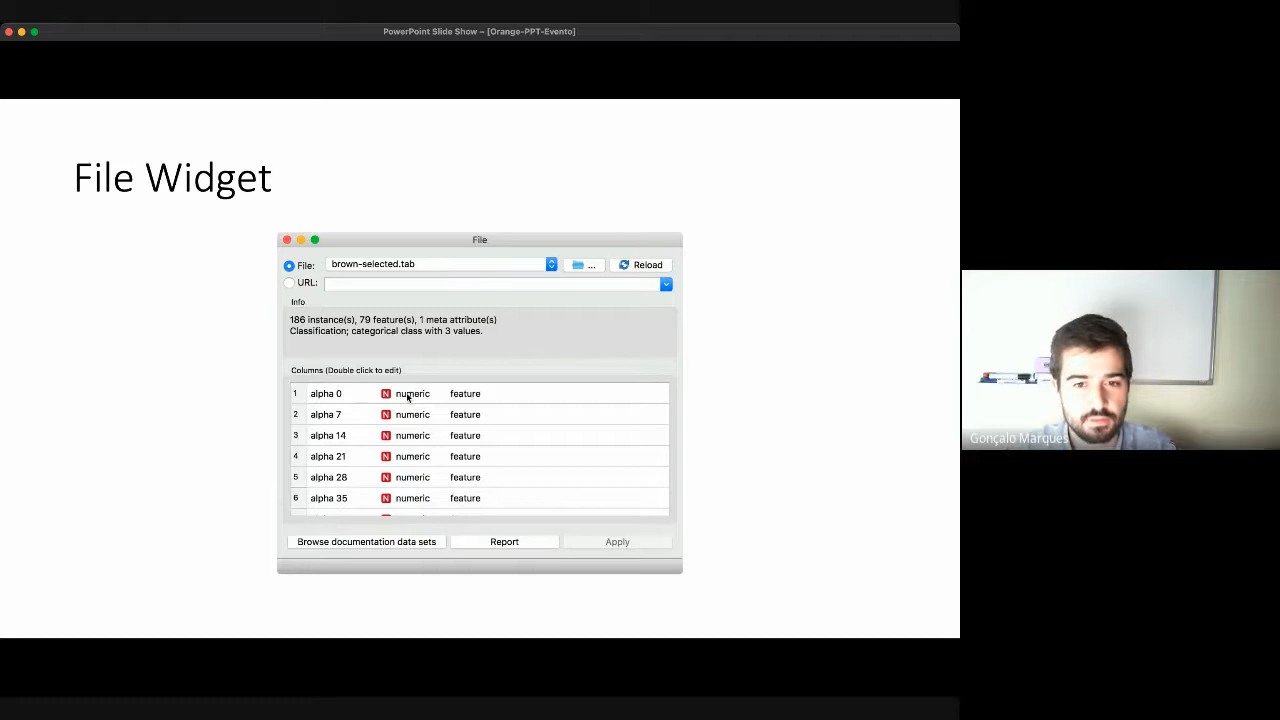 PowerPoint Slide Show – [Orange-PPT-Evento]
File Widget
File
File: brown-selected.tab ... Reload
URL:
Info
186 instance(s), 79 feature(s), 1 meta attribute(s)
Classification; categorical class with 3 values.
Columns (Double click to edit)
1 alpha 0 N numeric feature
2 alpha 7 N numeric feature
3 alpha 14 N numeric feature
4 alpha 21 N numeric feature
5 alpha 28 N numeric feature
6 alpha 35 N numeric feature
Browse documentation data sets Report Apply
Gonçalo Marques